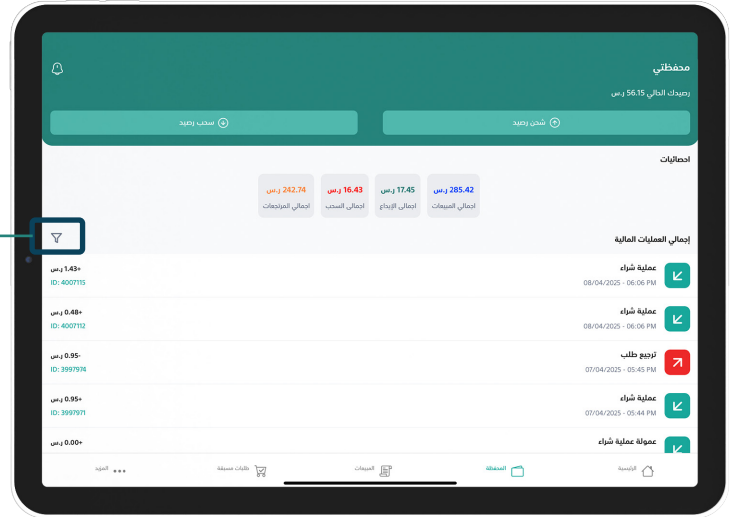 محفظتي
رصيدك الحالي 56.15 ر.س
شحن رصيد
سحب رصيد
احصائيات
285.42 ر.س
17.45 ر.س
16.43 ر.س
242.74 ر.س
اجمالي المبيعات
اجمالي الإيداع
اجمالي السحب
اجمالي المرتجعات
إجمالي العمليات المالية
عملية شراء
+1.43 ر.س
08/04/2025 - 06:06 PM
ID: 4007115
عملية شراء
+0.48 ر.س
08/04/2025 - 06:06 PM
ID: 4007112
ترجيع طلب
-0.95 ر.س
07/04/2025 - 05:45 PM
ID: 3997974
عملية شراء
+0.95 ر.س
07/04/2025 - 05:44 PM
ID: 3997971
عمولة عملية شراء
+0.00 ر.س
الرئيسية
المحفظة
المبيعات
طلبات مسبقة
المزيد